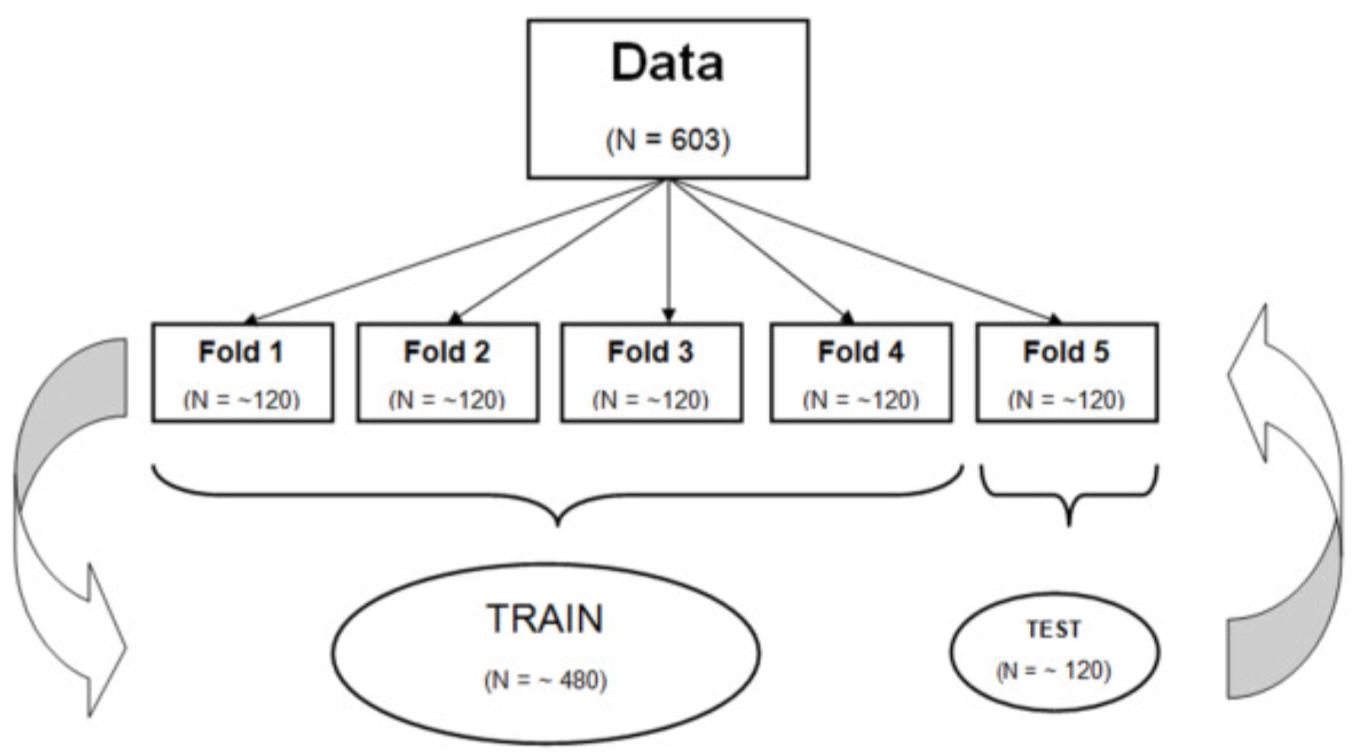 Data
(N = 603)
Fold 1
(N = ~120)
Fold 2
(N = ~120)
Fold 3
(N = ~120)
Fold 4
(N = ~120)
Fold 5
(N = ~120)
TRAIN
(N = ~ 480)
TEST
(N = ~ 120)